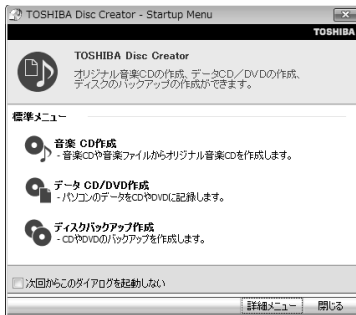 TOSHIBA Disc Creator - Startup Menu
TOSHIBA
TOSHIBA Disc Creator
オリジナル音楽CDの作成、データCD／DVDの作成、
ディスクのバックアップの作成ができます。
標準メニュー
音楽 CD作成
- 音楽CDや音楽ファイルからオリジナル音楽CDを作成します。
データ CD/DVD作成
- パソコンのデータをCDやDVDに記録します。
ディスクバックアップ作成
- CDやDVDのバックアップを作成します。
次回からこのダイアログを起動しない
詳細メニュー
閉じる